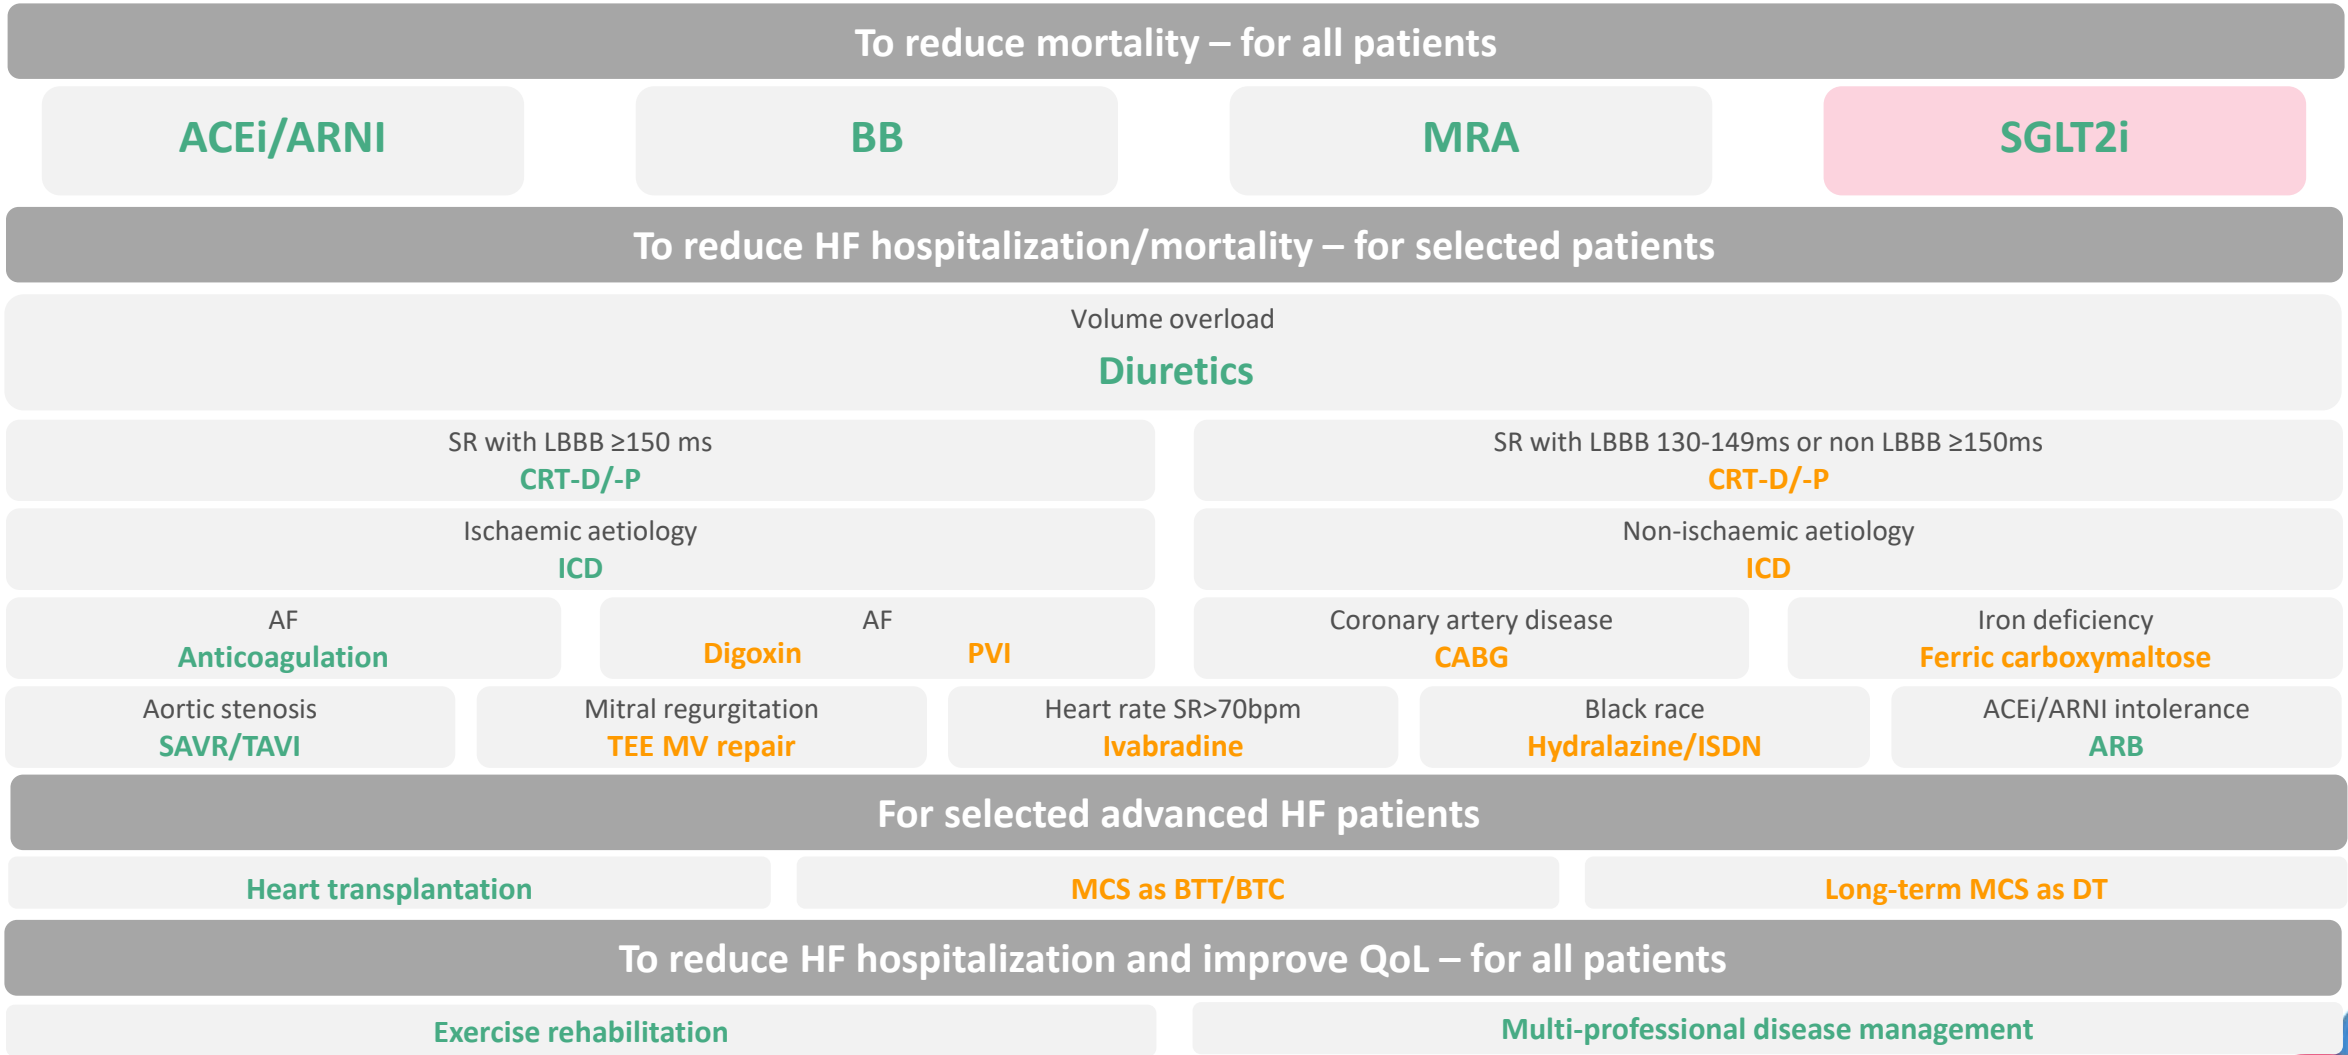 To reduce mortality – for all patients
ACEi/ARNI
BB
MRA
SGLT2i
To reduce HF hospitalization/mortality – for selected patients
Volume overload
Diuretics
SR with LBBB ≥150 ms
CRT-D/-P
SR with LBBB 130-149ms or non LBBB ≥150ms
CRT-D/-P
Ischaemic aetiology
ICD
Non-ischaemic aetiology
ICD
AF
Anticoagulation
AF
Digoxin PVI
Coronary artery disease
CABG
Iron deficiency
Ferric carboxymaltose
Aortic stenosis
SAVR/TAVI
Mitral regurgitation
TEE MV repair
Heart rate SR>70bpm
Ivabradine
Black race
Hydralazine/ISDN
ACEi/ARNI intolerance
ARB
For selected advanced HF patients
Heart transplantation
MCS as BTT/BTC
Long-term MCS as DT
To reduce HF hospitalization and improve QoL – for all patients
Exercise rehabilitation
Multi-professional disease management